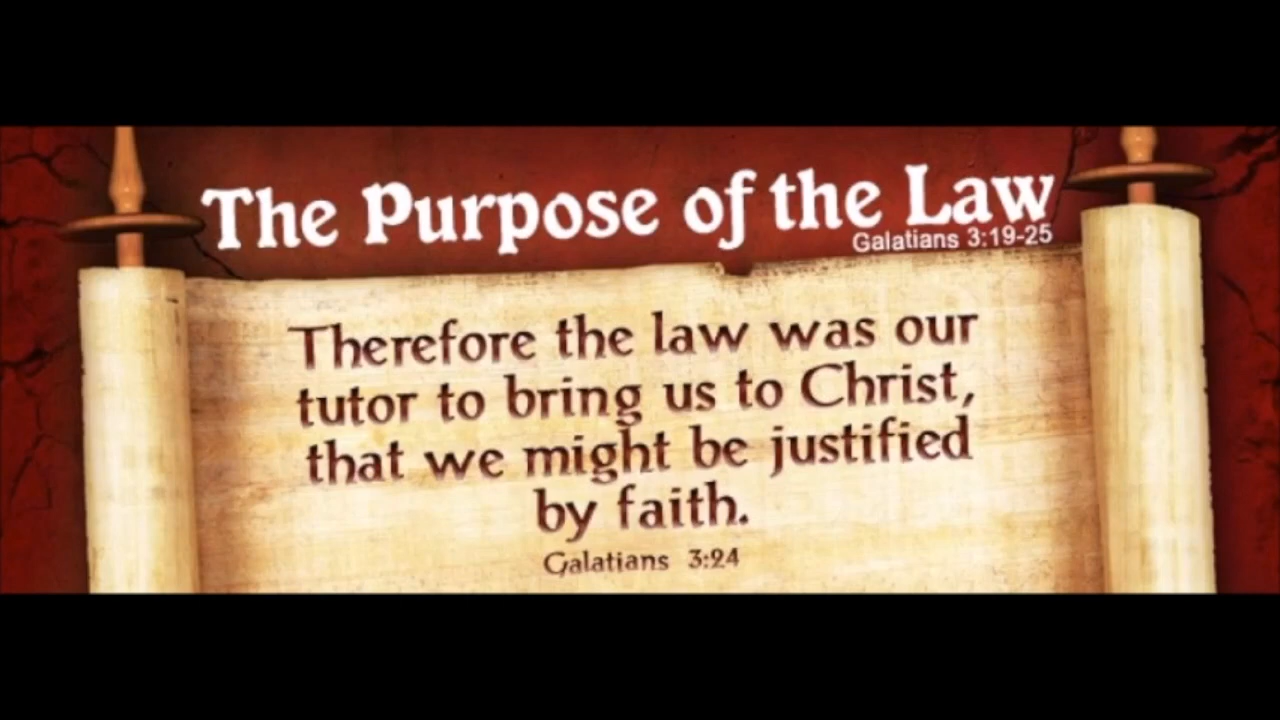 The Purpose of the Law
Galatians 3:19-25
Therefore the law was our
tutor to bring us to Christ,
that we might be justified
by faith.
Galatians 3:24